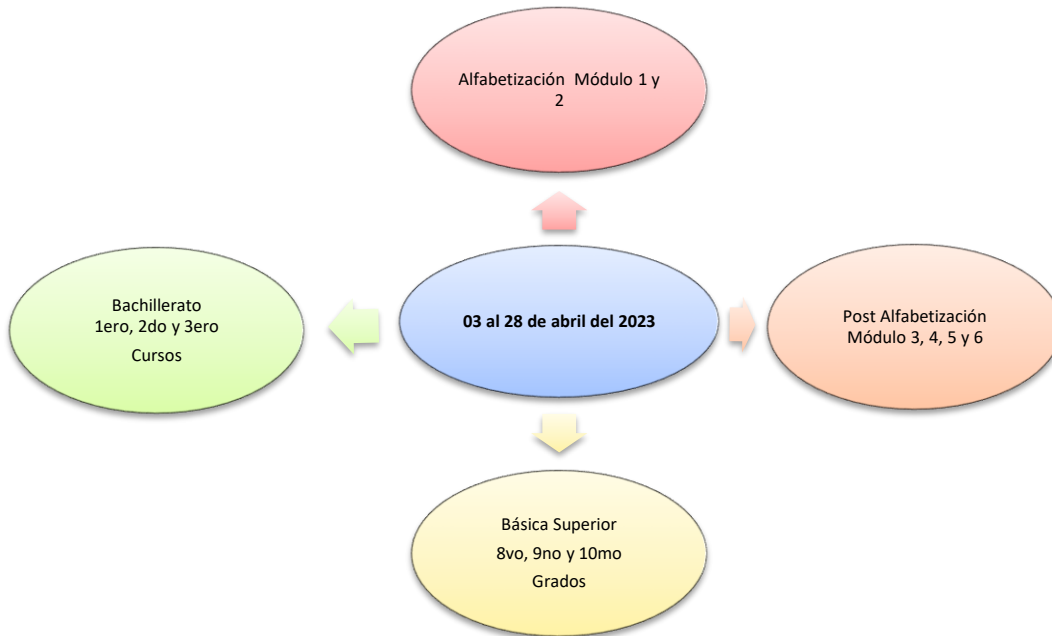 Alfabetización Módulo 1 y
2
Bachillerato
1ero, 2do y 3ero
Cursos
03 al 28 de abril del 2023
Post Alfabetización
Módulo 3, 4, 5 y 6
Básica Superior
8vo, 9no y 10mo
Grados